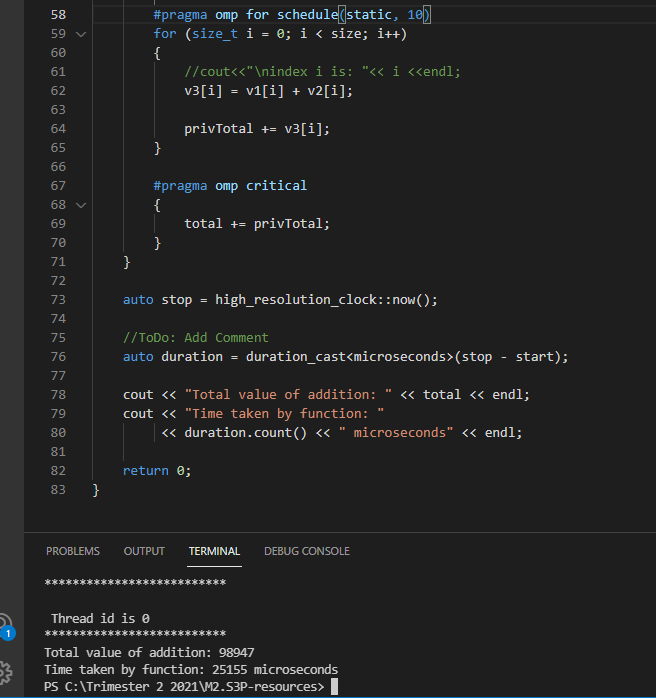 58 #pragma omp for schedule(static, 10)
59 for (size_t i = 0; i < size; i++)
60 {
61 //cout<<"\nindex i is: "<< i <<endl;
62 v3[i] = v1[i] + v2[i];
63
64 privTotal += v3[i];
65 }
66
67 #pragma omp critical
68 {
69 total += privTotal;
70 }
71 }
72
73 auto stop = high_resolution_clock::now();
74
75 //ToDo: Add Comment
76 auto duration = duration_cast<microseconds>(stop - start);
77
78 cout << "Total value of addition: " << total << endl;
79 cout << "Time taken by function: "
80 << duration.count() << " microseconds" << endl;
81
82 return 0;
83 }
PROBLEMS OUTPUT TERMINAL DEBUG CONSOLE
**************************
Thread id is 0
**************************
Total value of addition: 98947
Time taken by function: 25155 microseconds
PS C:\Trimester 2 2021\M2.S3P-resources>
1